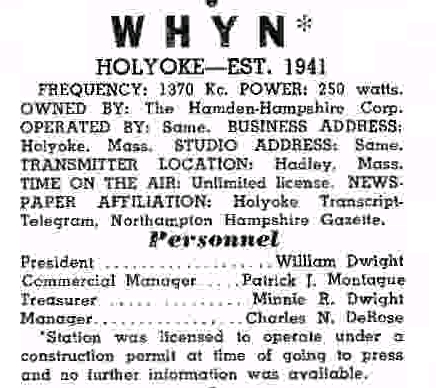 WHYN*
HOLYOKE—EST. 1941
FREQUENCY: 1370 Kc. POWER: 250 watts.
OWNED BY: The Hamden-Hampshire Corp.
OPERATED BY: Same. BUSINESS ADDRESS:
Holyoke, Mass. STUDIO ADDRESS: Same.
TRANSMITTER LOCATION: Hadley, Mass.
TIME ON THE AIR: Unlimited license. NEWS-
PAPER AFFILIATION: Holyoke Transcript-
Telegram, Northampton Hampshire Gazette.
Personnel
President ..................William Dwight
Commercial Manager ....Patrick J. Montague
Treasurer ................Minnie R. Dwight
Manager.................Charles N. DeRose
*Station was licensed to operate under a
construction permit at time of going to press
and no further information was available.